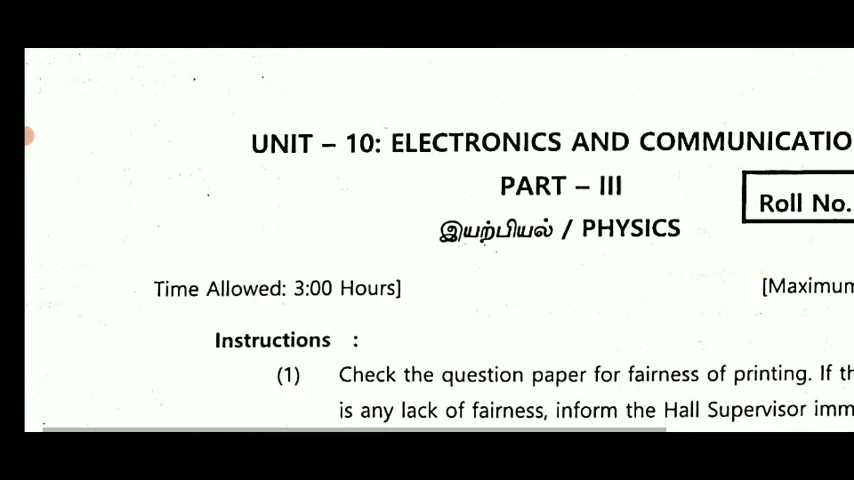 UNIT – 10: ELECTRONICS AND COMMUNICATIO
PART – III
Roll No.
இயற்பியல் / PHYSICS
Time Allowed: 3:00 Hours]
[Maximum
Instructions :
(1) Check the question paper for fairness of printing. If th
is any lack of fairness, inform the Hall Supervisor imm